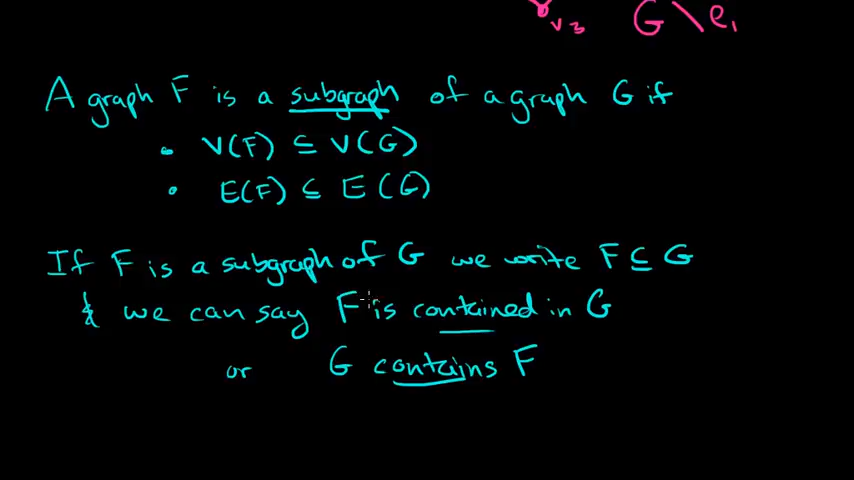 v₃ G \ e₁
A graph F is a subgraph of a graph G if
• V(F) ⊆ V(G)
• E(F) ⊆ E(G)
If F is a subgraph of G we write F ⊆ G
& we can say F is contained in G
or G contains F